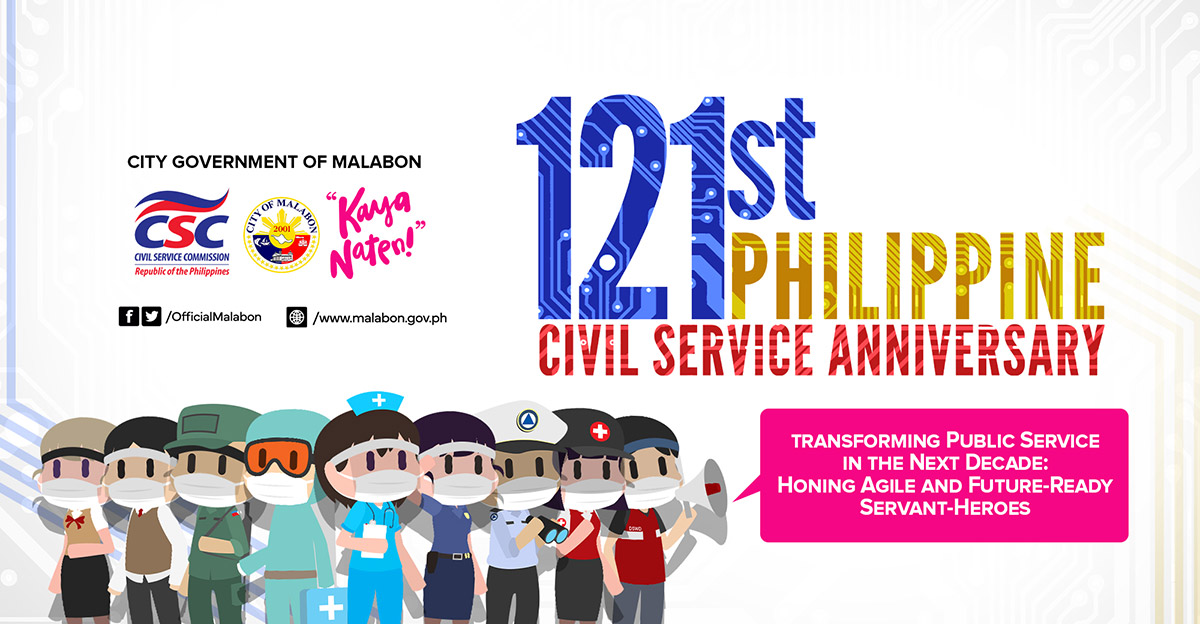 CITY GOVERNMENT OF MALABON
CSC
CIVIL SERVICE COMMISSION
Republic of the Philippines
CITY OF MALABON
2001
"Kaya
Naten!"
/OfficialMalabon
/www.malabon.gov.ph
121st
PHILIPPINE
CIVIL SERVICE ANNIVERSARY
TRANSFORMING PUBLIC SERVICE
IN THE NEXT DECADE:
HONING AGILE AND FUTURE-READY
SERVANT-HEROES
DSWD